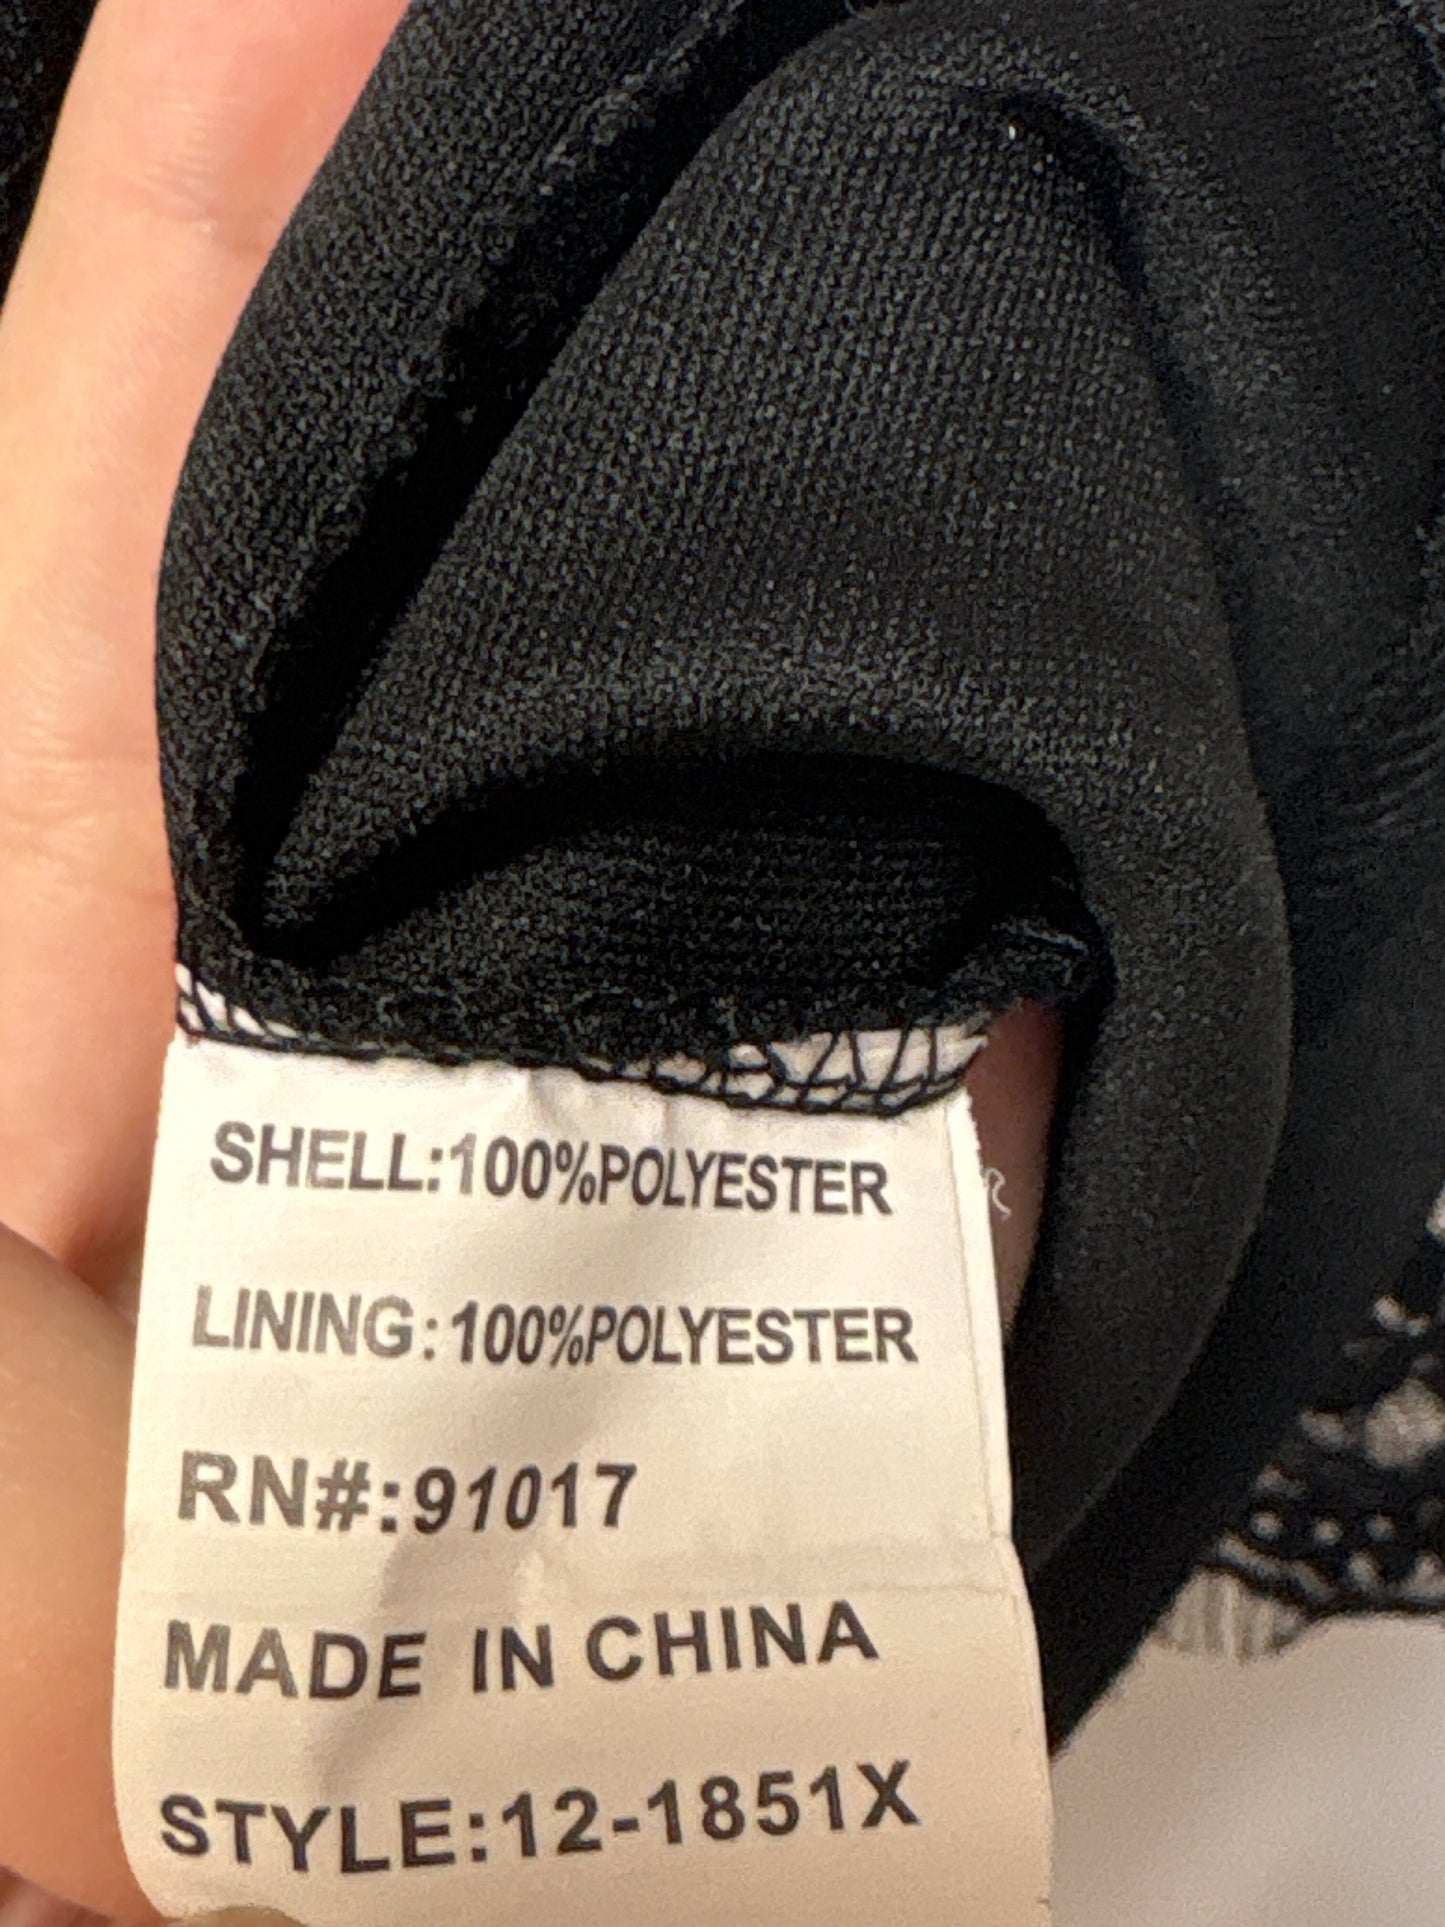 SHELL:100%POLYESTER
LINING:100%POLYESTER
RN#:91017
MADE IN CHINA
STYLE:12-1851X